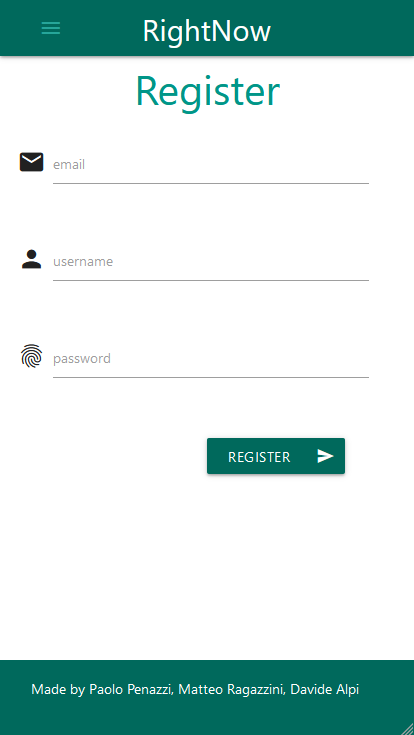 RightNow
Register
email
username
password
REGISTER
Made by Paolo Penazzi, Matteo Ragazzini, Davide Alpi